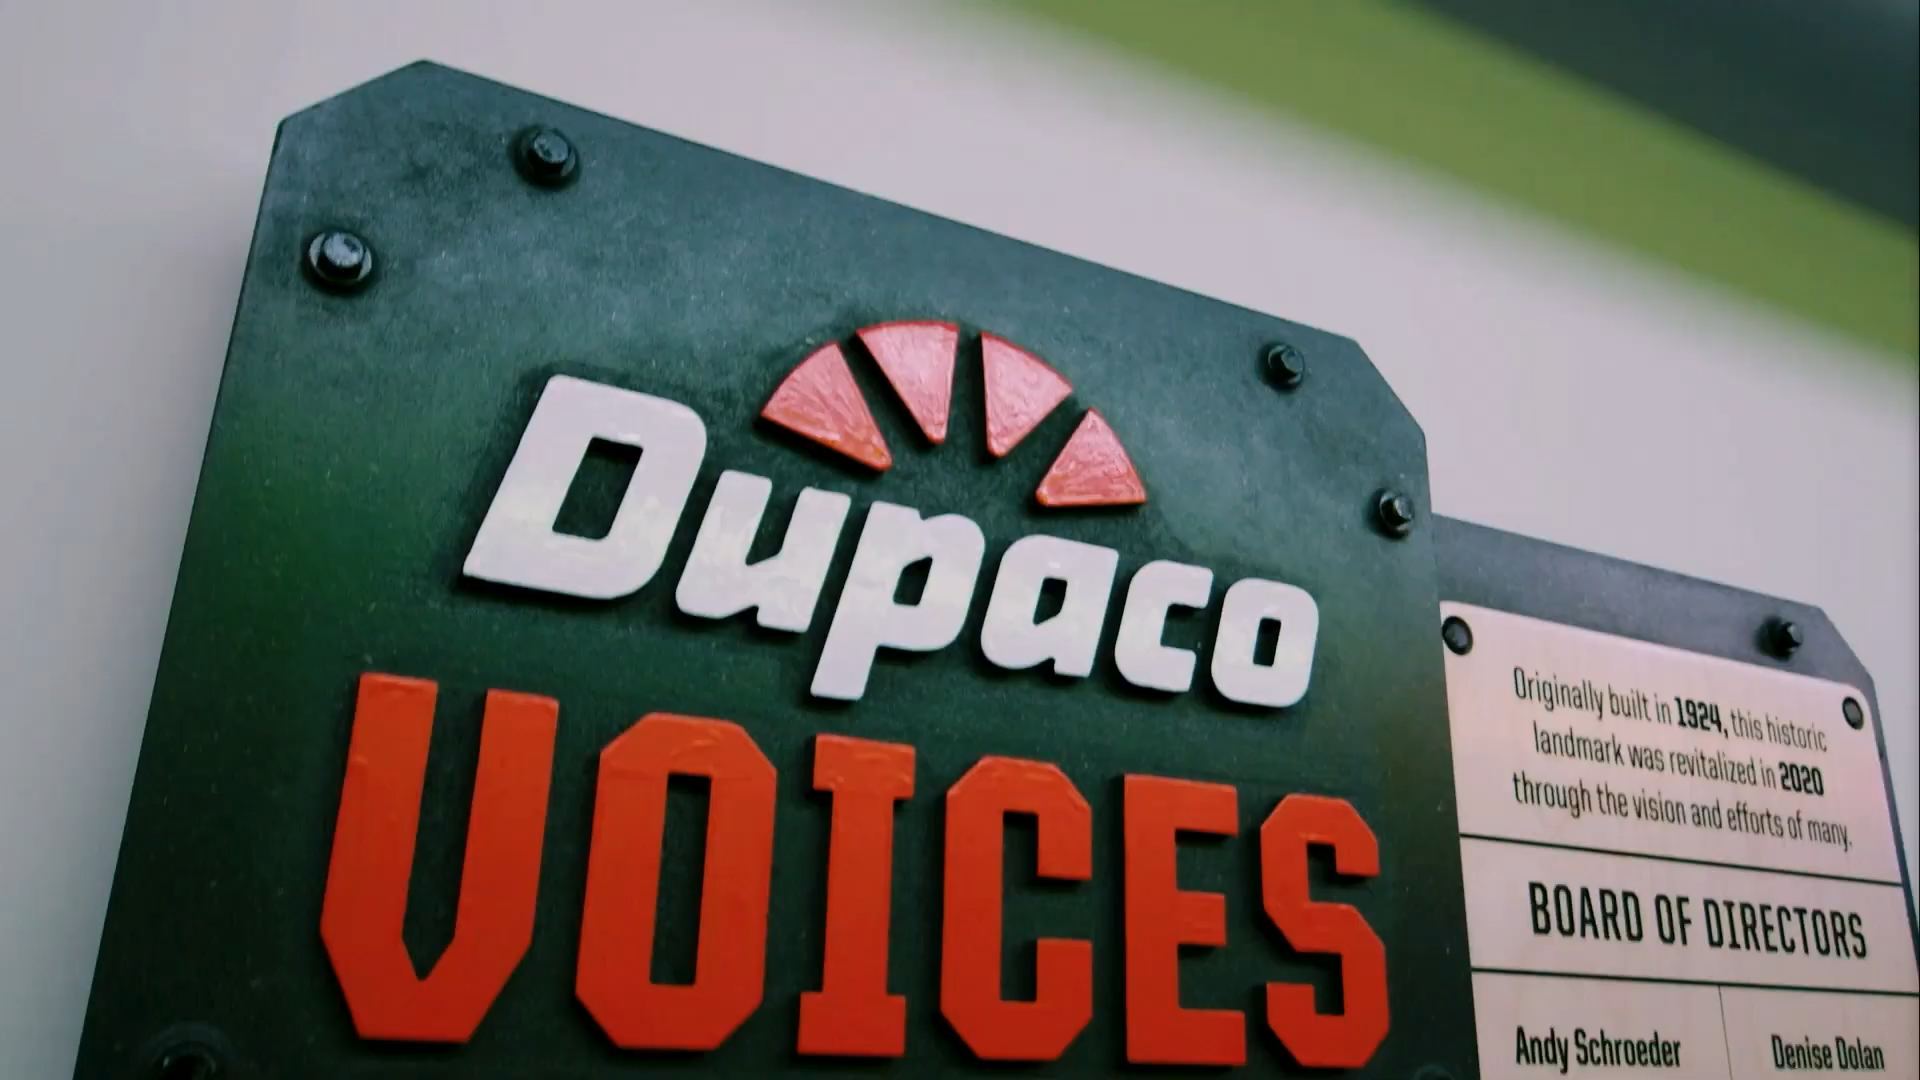 Dupaco
VOICES
Originally built in 1924, this historic
landmark was revitalized in 2020
through the vision and efforts of many.
BOARD OF DIRECTORS
Andy Schroeder
Denise Dolan